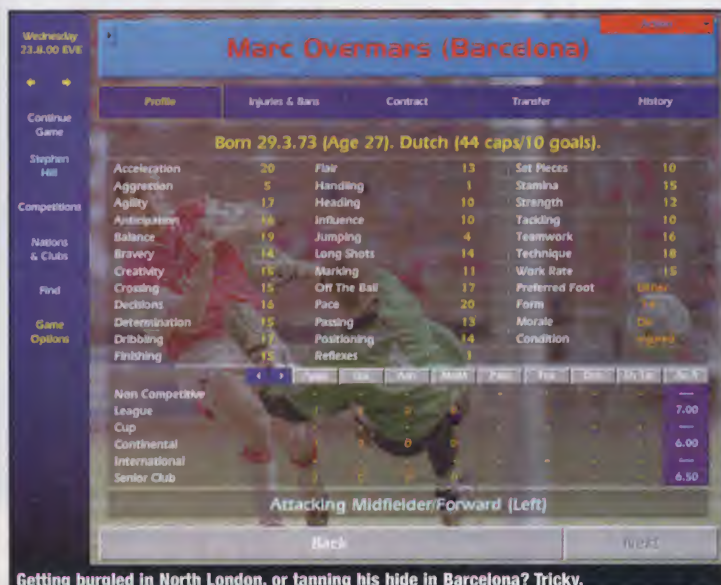 Wednesday
23.8.00 EVE
Continue
Game
Stephen
Hill
Competitions
Nations
& Clubs
Find
Game
Options
Marc Overmars (Barcelona)
Profile Injuries & Bans Contract Transfer History
Born 29.3.73 (Age 27). Dutch (44 caps/10 goals).
Acceleration 20 Flair 13 Set Pieces 10
Aggression 5 Handling 1 Stamina 15
Agility 17 Heading 10 Strength 12
Anticipation 16 Influence 10 Tackling 10
Balance 19 Jumping 4 Teamwork 16
Bravery 14 Long Shots 14 Technique 18
Creativity 15 Marking 11 Work Rate 15
Crossing 15 Off The Ball 17 Preferred Foot Either
Decisions 16 Pace 20 Form
Determination 15 Passing 13 Morale
Dribbling 17 Positioning 14 Condition Injured
Finishing 15 Reflexes 1
Non Competitive
League 7.00
Cup
Continental 6.00
International
Senior Club 6.50
Attacking Midfielder/Forward (Left)
Back Next
Getting burgled in North London, or tanning his hide in Barcelona? Tricky.